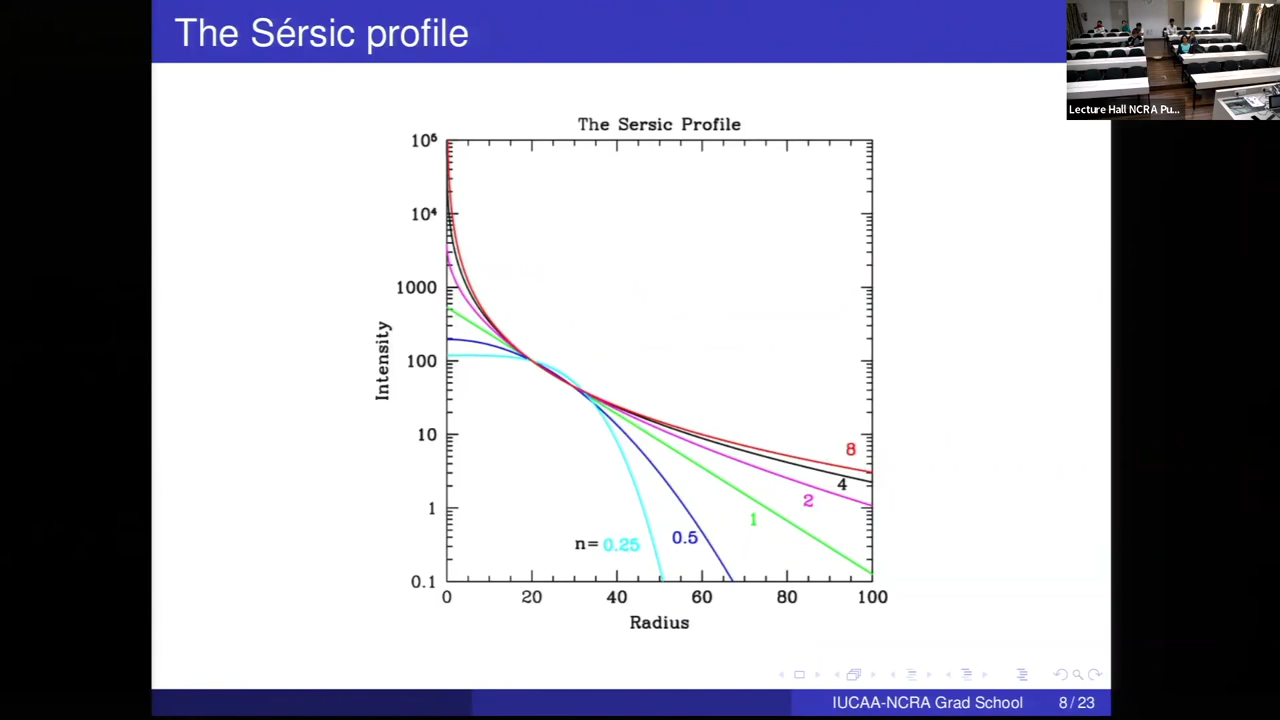 The Sérsic profile
Lecture Hall NCRA Pu...
The Sersic Profile
10⁵
10⁴
1000
100
10
1
0.1
Intensity
8
4
2
1
0.5
n= 0.25
0 20 40 60 80 100
Radius
IUCAA-NCRA Grad School 8/23